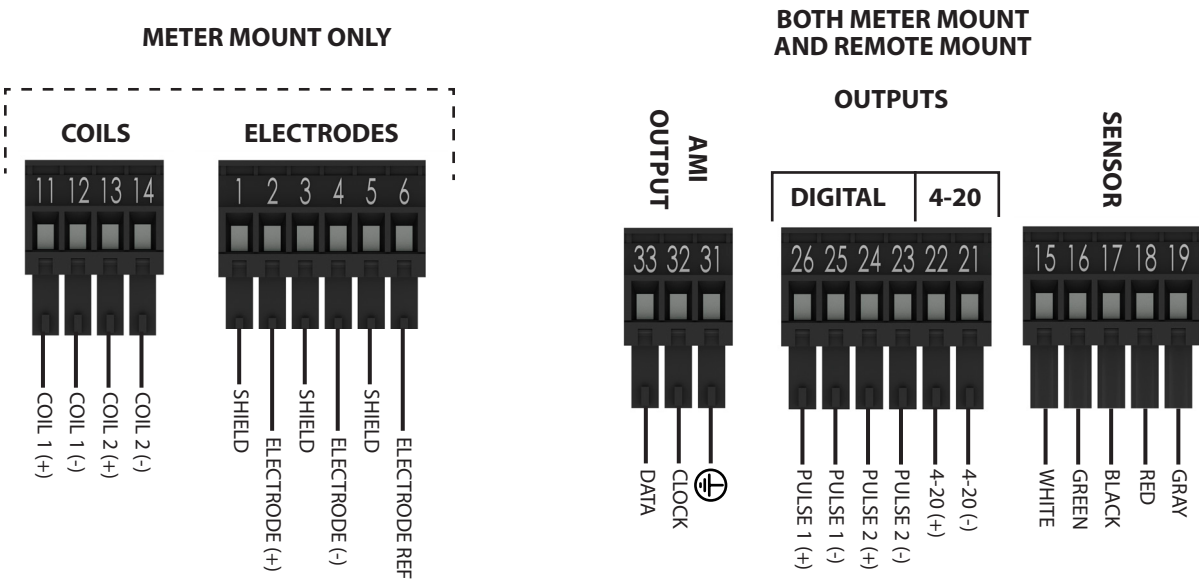 METER MOUNT ONLY
COILS
ELECTRODES
11 12 13 14
1 2 3 4 5 6
COIL 1 (+)
COIL 1 (-)
COIL 2 (+)
COIL 2 (-)
SHIELD
ELECTRODE (+)
SHIELD
ELECTRODE (-)
SHIELD
ELECTRODE REF
BOTH METER MOUNT
AND REMOTE MOUNT
OUTPUTS
AMI
OUTPUT
DIGITAL
4-20
SENSOR
33 32 31
26 25 24 23 22 21
15 16 17 18 19
DATA
CLOCK
PULSE 1 (+)
PULSE 1 (-)
PULSE 2 (+)
PULSE 2 (-)
4-20 (+)
4-20 (-)
WHITE
GREEN
BLACK
RED
GRAY